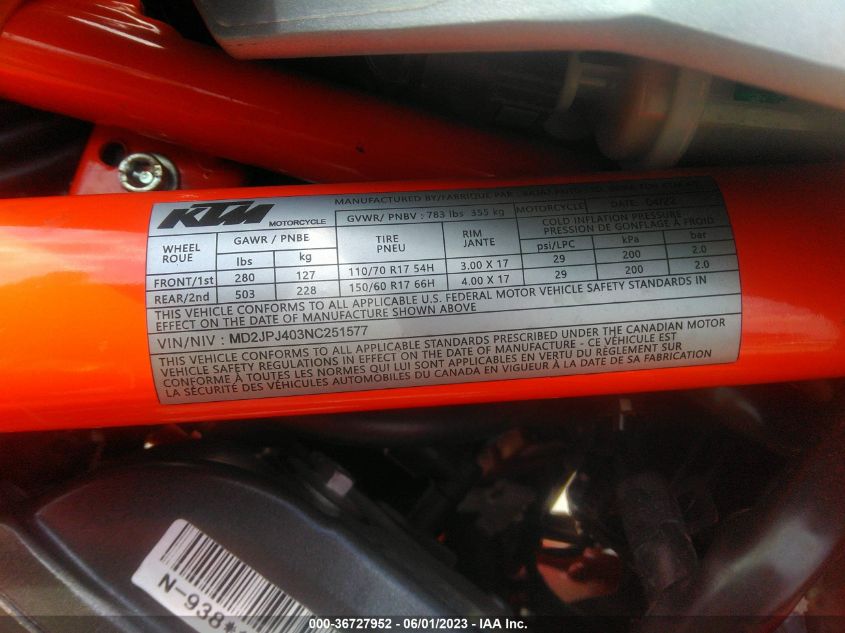 MANUFACTURED BY/FABRIQUE PAR : BAJAJ AUTO LTD.
KTM MOTORCYCLE
GVWR/ PNBV : 783 lbs 355 kg
MOTORCYCLE
DATE: 04/22
WHEEL
ROUE
GAWR / PNBE
lbs kg
TIRE
PNEU
RIM
JANTE
COLD INFLATION PRESSURE
PRESSION DE GONFLAGE A FROID
psi/LPC kPa bar
FRONT/1st 280 127 110/70 R17 54H 3.00 X 17 29 200 2.0
REAR/2nd 503 228 150/60 R17 66H 4.00 X 17 29 200 2.0
THIS VEHICLE CONFORMS TO ALL APPLICABLE U.S. FEDERAL MOTOR VEHICLE SAFETY STANDARDS IN
EFFECT ON THE DATE OF MANUFACTURE SHOWN ABOVE
VIN/NIV : MD2JPJ403NC251577
THIS VEHICLE CONFORMS TO ALL APPLICABLE STANDARDS PRESCRIBED UNDER THE CANADIAN MOTOR
VEHICLE SAFETY REGULATIONS IN EFFECT ON THE DATE OF MANUFACTURE - CE VÉHICULE EST
CONFORME À TOUTES LES NORMES QUI LUI SONT APPLICABLES EN VERTU DU RÈGLEMENT SUR
LA SÉCURITÉ DES VÉHICULES AUTOMOBILES DU CANADA EN VIGUEUR À LA DATE DE SA FABRICATION
N-938*
000-36727952 - 06/01/2023 - IAA Inc.